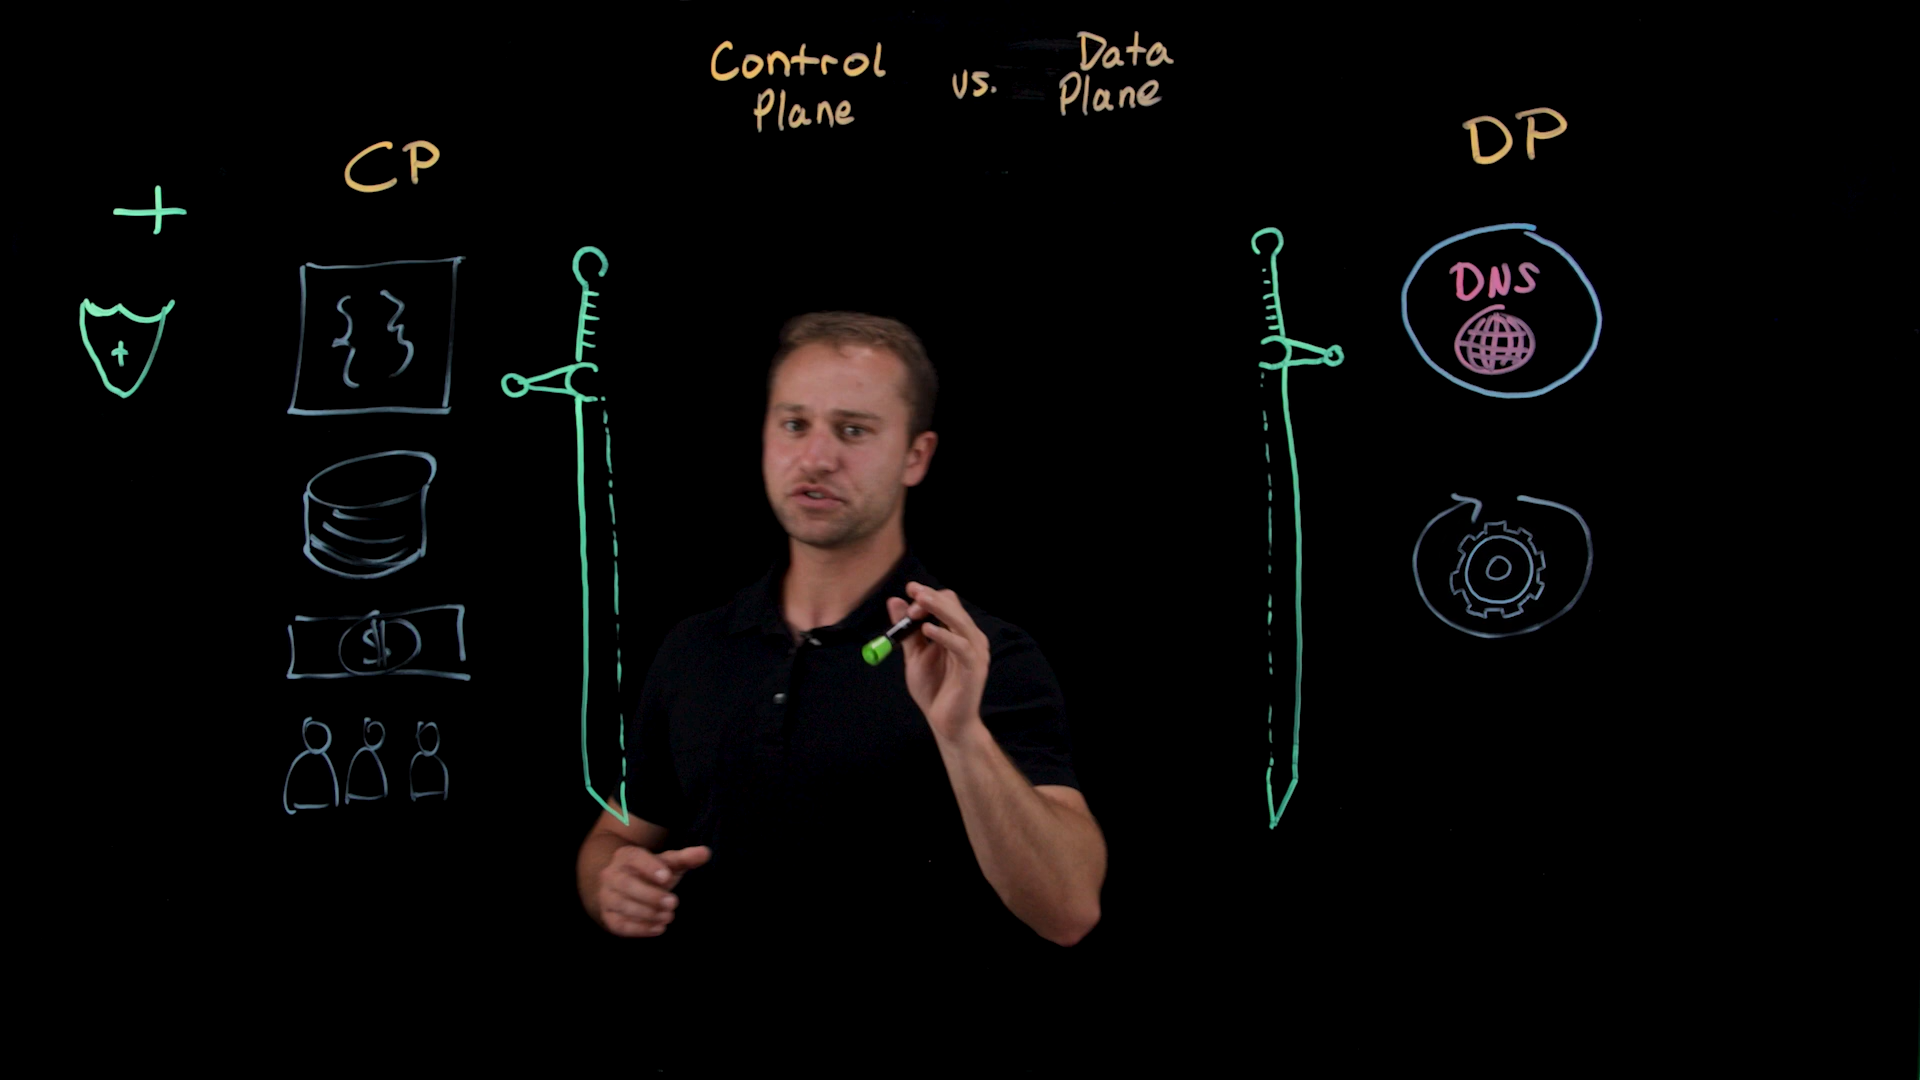 Control
Plane
vs.
Data
Plane
CP
DP
{ }
$
DNS